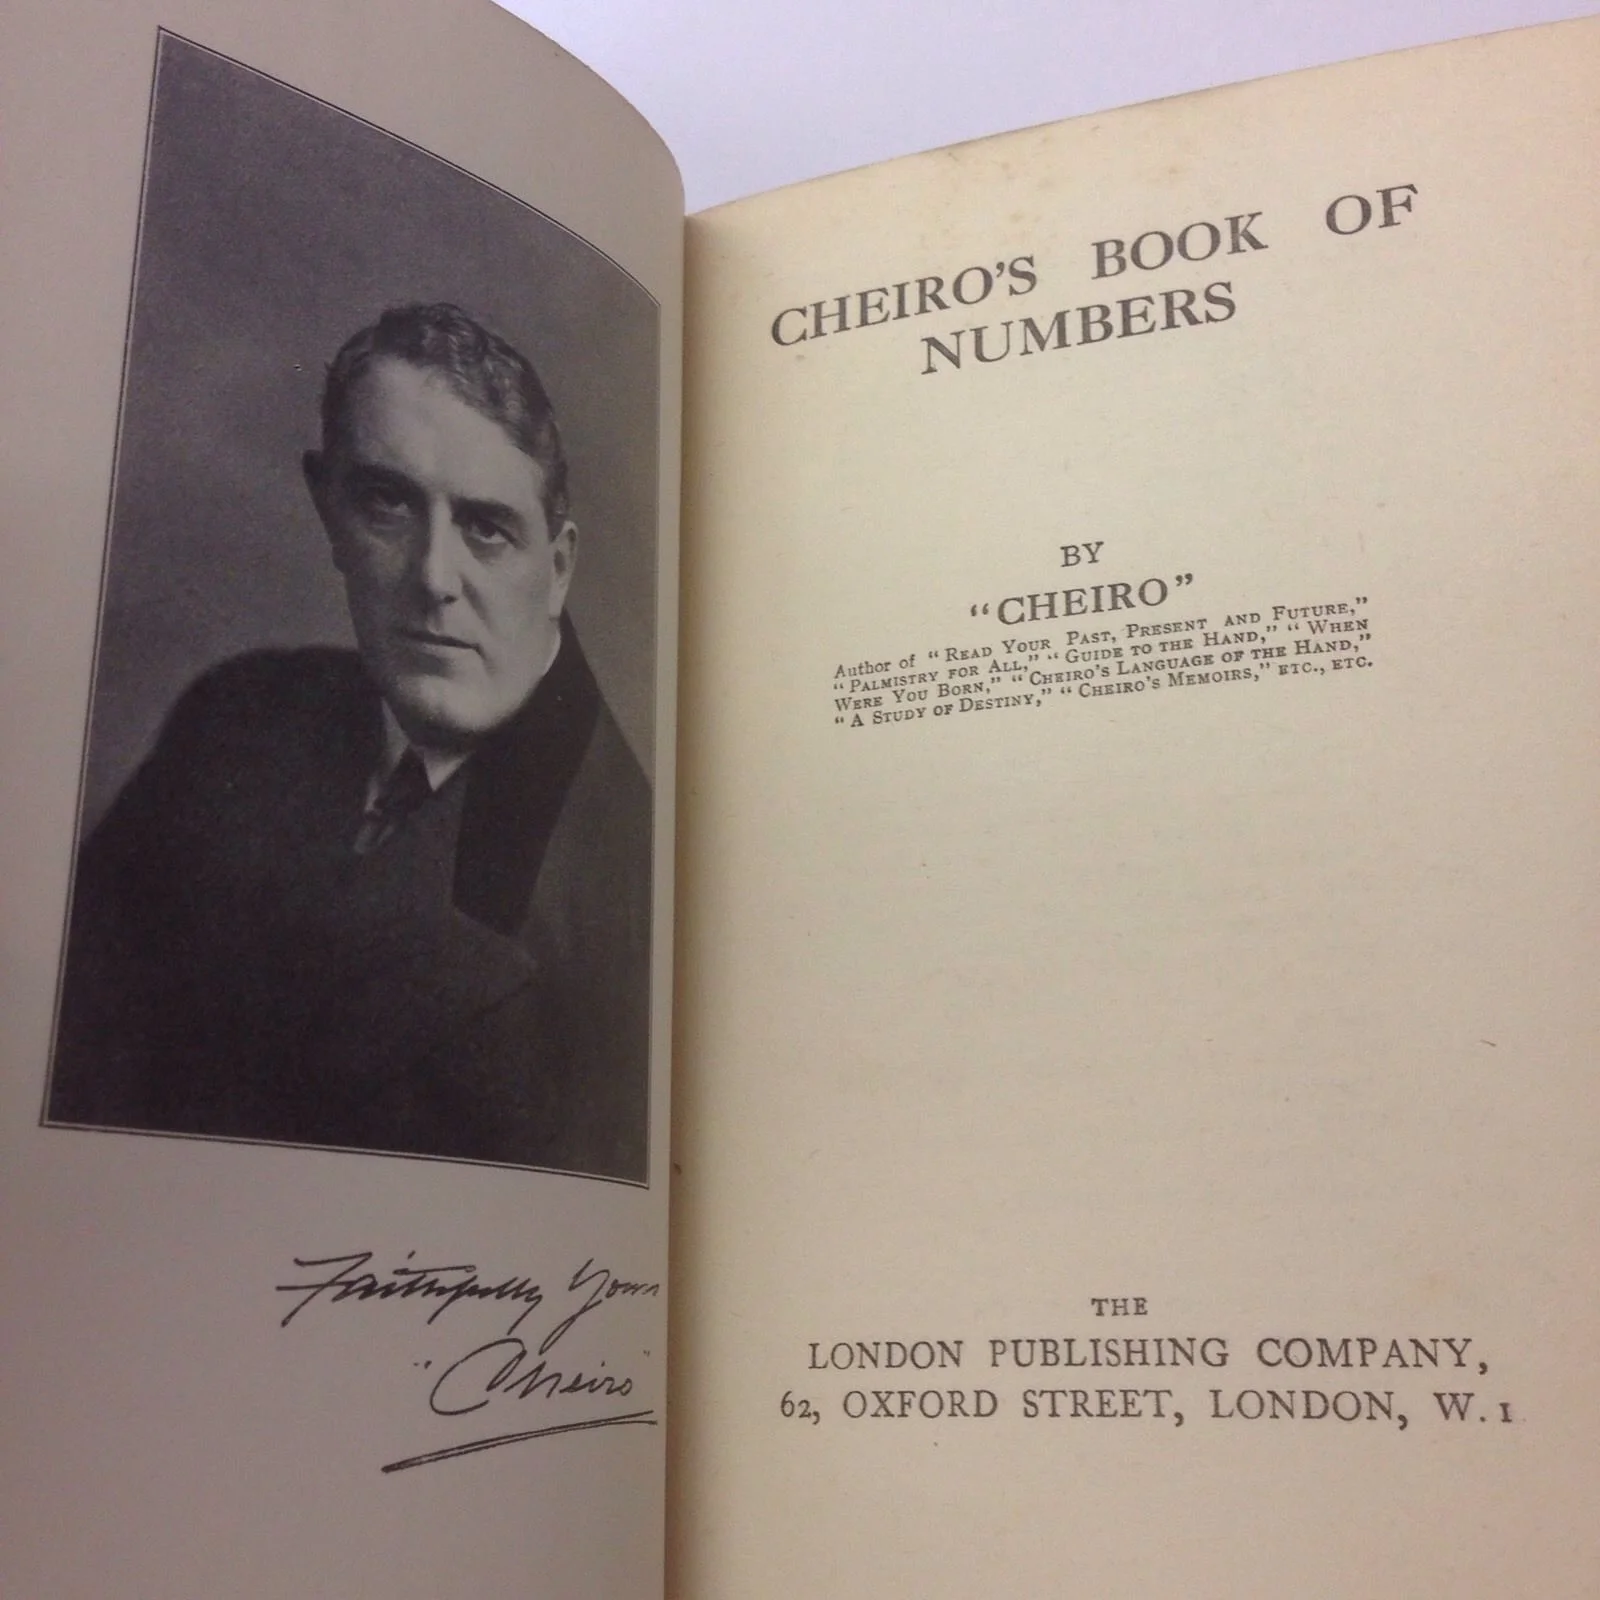 Faithfully Yours
"Cheiro"
CHEIRO'S BOOK OF
NUMBERS
BY
"CHEIRO"
Author of "READ YOUR PAST, PRESENT AND FUTURE,"
"PALMISTRY FOR ALL," "GUIDE TO THE HAND," "WHEN
WERE YOU BORN," "CHEIRO'S LANGUAGE OF THE HAND,"
"A STUDY OF DESTINY," "CHEIRO'S MEMOIRS," ETC., ETC.
THE
LONDON PUBLISHING COMPANY,
62, OXFORD STREET, LONDON, W. 1